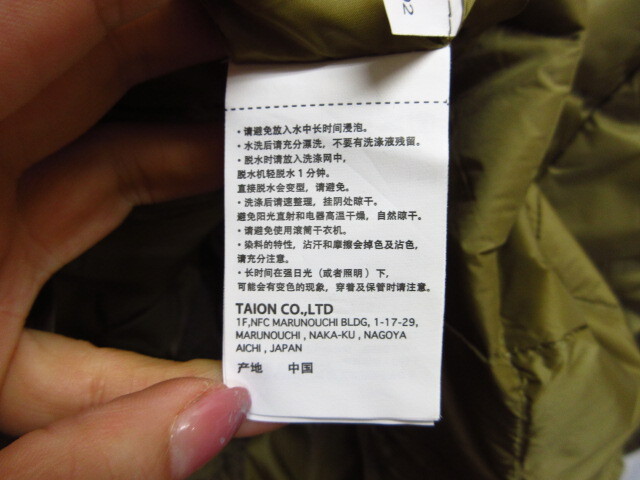 02
・请避免放入水中长时间浸泡。
・水洗后请充分漂洗，不要有洗涤液残留。
・脱水时请放入洗涤网中，
脱水机轻脱水1分钟。
直接脱水会变型，请避免。
・洗涤后请速整理，挂阴处晾干。
避免阳光直射和电器高温干燥，自然晾干。
・请避免使用滚筒干衣机。
・染料的特性，沾汗和摩擦会掉色及沾色，
请充分注意。
・长时间在强日光（或者照明）下，
可能会有变色的现象，穿着及保管时请注意。
TAION CO.,LTD
1F,NFC MARUNOUCHI BLDG, 1-17-29,
MARUNOUCHI , NAKA-KU , NAGOYA
AICHI , JAPAN
产地 中国